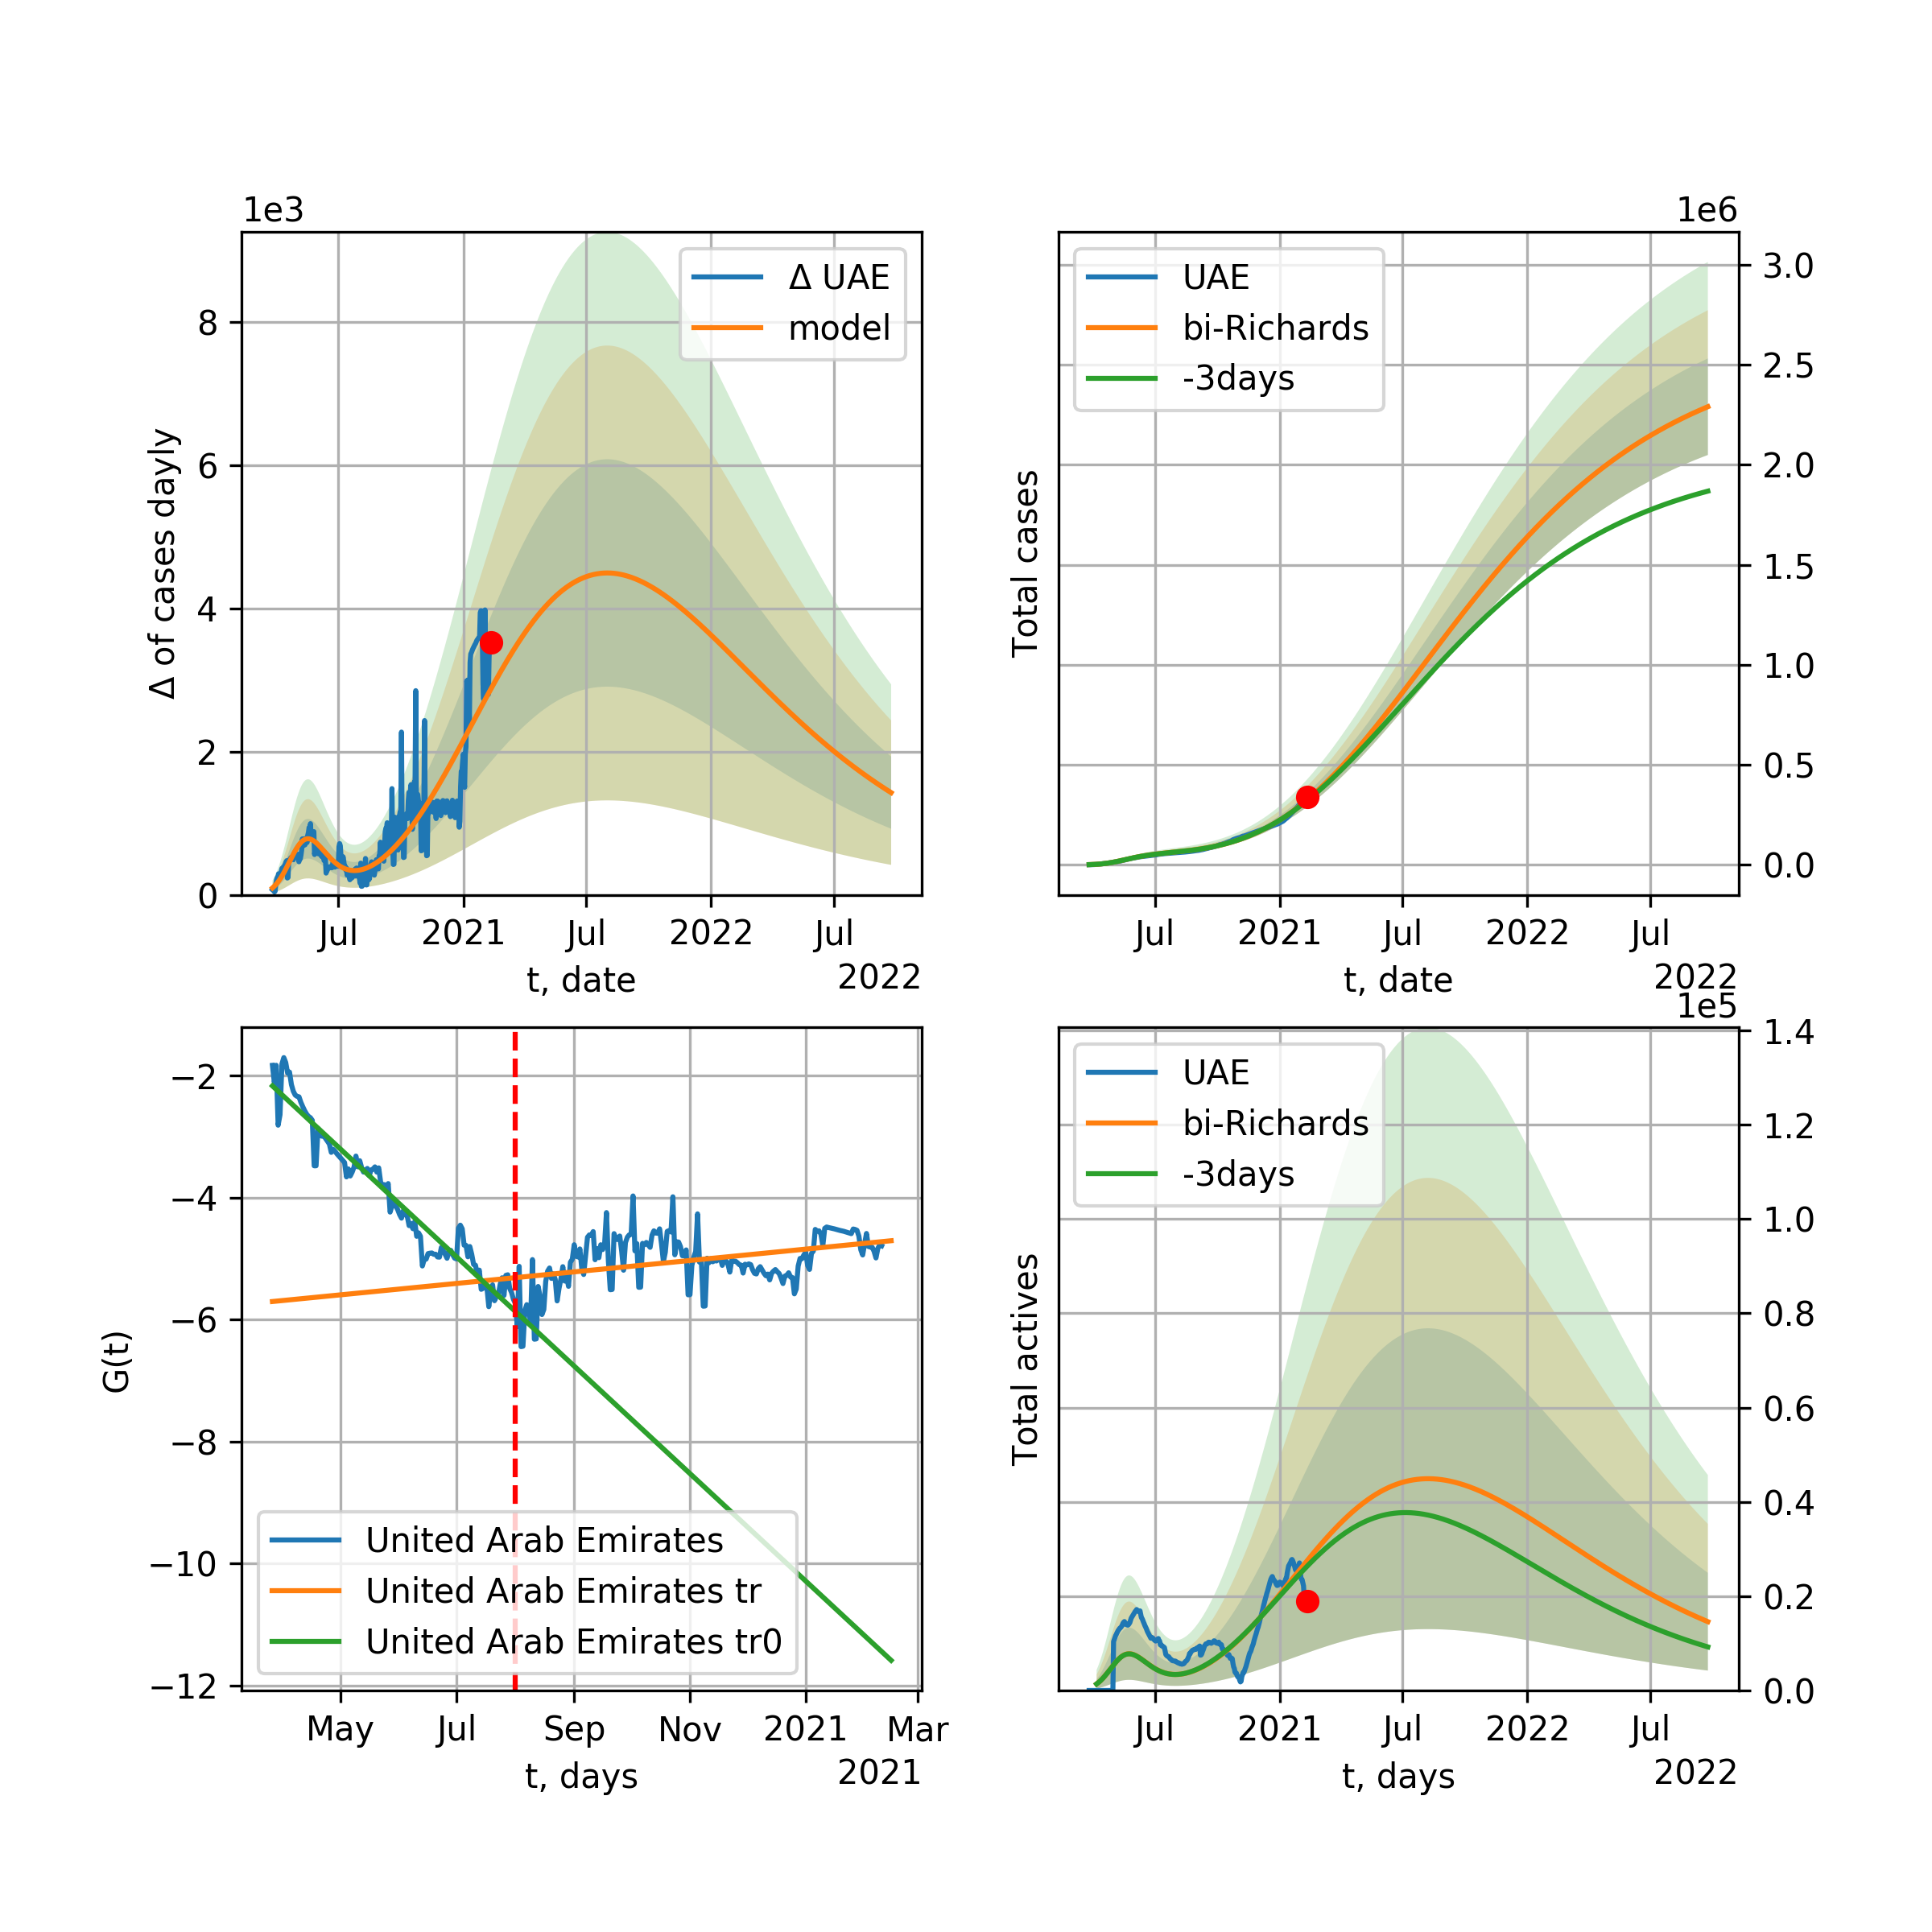 1e3
Δ of cases dayly
8
6
4
2
0
Δ UAE
model
Jul
2021
Jul
2022
Jul
t, date
2022
1e6
Total cases
UAE
bi-Richards
-3days
3.0
2.5
2.0
1.5
1.0
0.5
0.0
Jul
2021
Jul
2022
Jul
t, date
2022
G(t)
−2
−4
−6
−8
−10
−12
United Arab Emirates
United Arab Emirates tr
United Arab Emirates tr0
May
Jul
Sep
Nov
2021
Mar
t, days
2021
1e5
Total actives
UAE
bi-Richards
-3days
1.4
1.2
1.0
0.8
0.6
0.4
0.2
0.0
Jul
2021
Jul
2022
Jul
t, days
2022